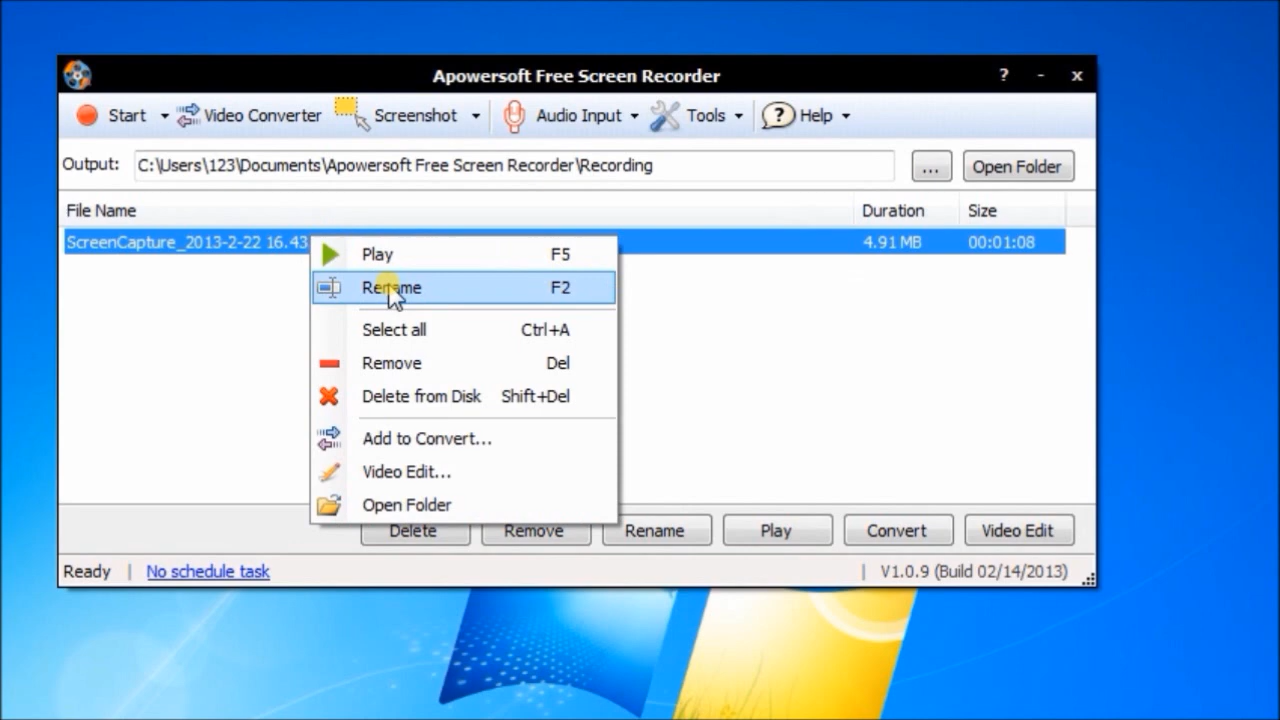 Apowersoft Free Screen Recorder ? - x
Start Video Converter Screenshot Audio Input Tools ? Help
Output: C:\Users\123\Documents\Apowersoft Free Screen Recorder\Recording ... Open Folder
File Name Duration Size
ScreenCapture_2013-2-22 16.43 4.91 MB 00:01:08
Play F5
Rename F2
Select all Ctrl+A
Remove Del
Delete from Disk Shift+Del
Add to Convert...
Video Edit...
Open Folder
Delete Remove Rename Play Convert Video Edit
Ready | No schedule task | V1.0.9 (Build 02/14/2013)